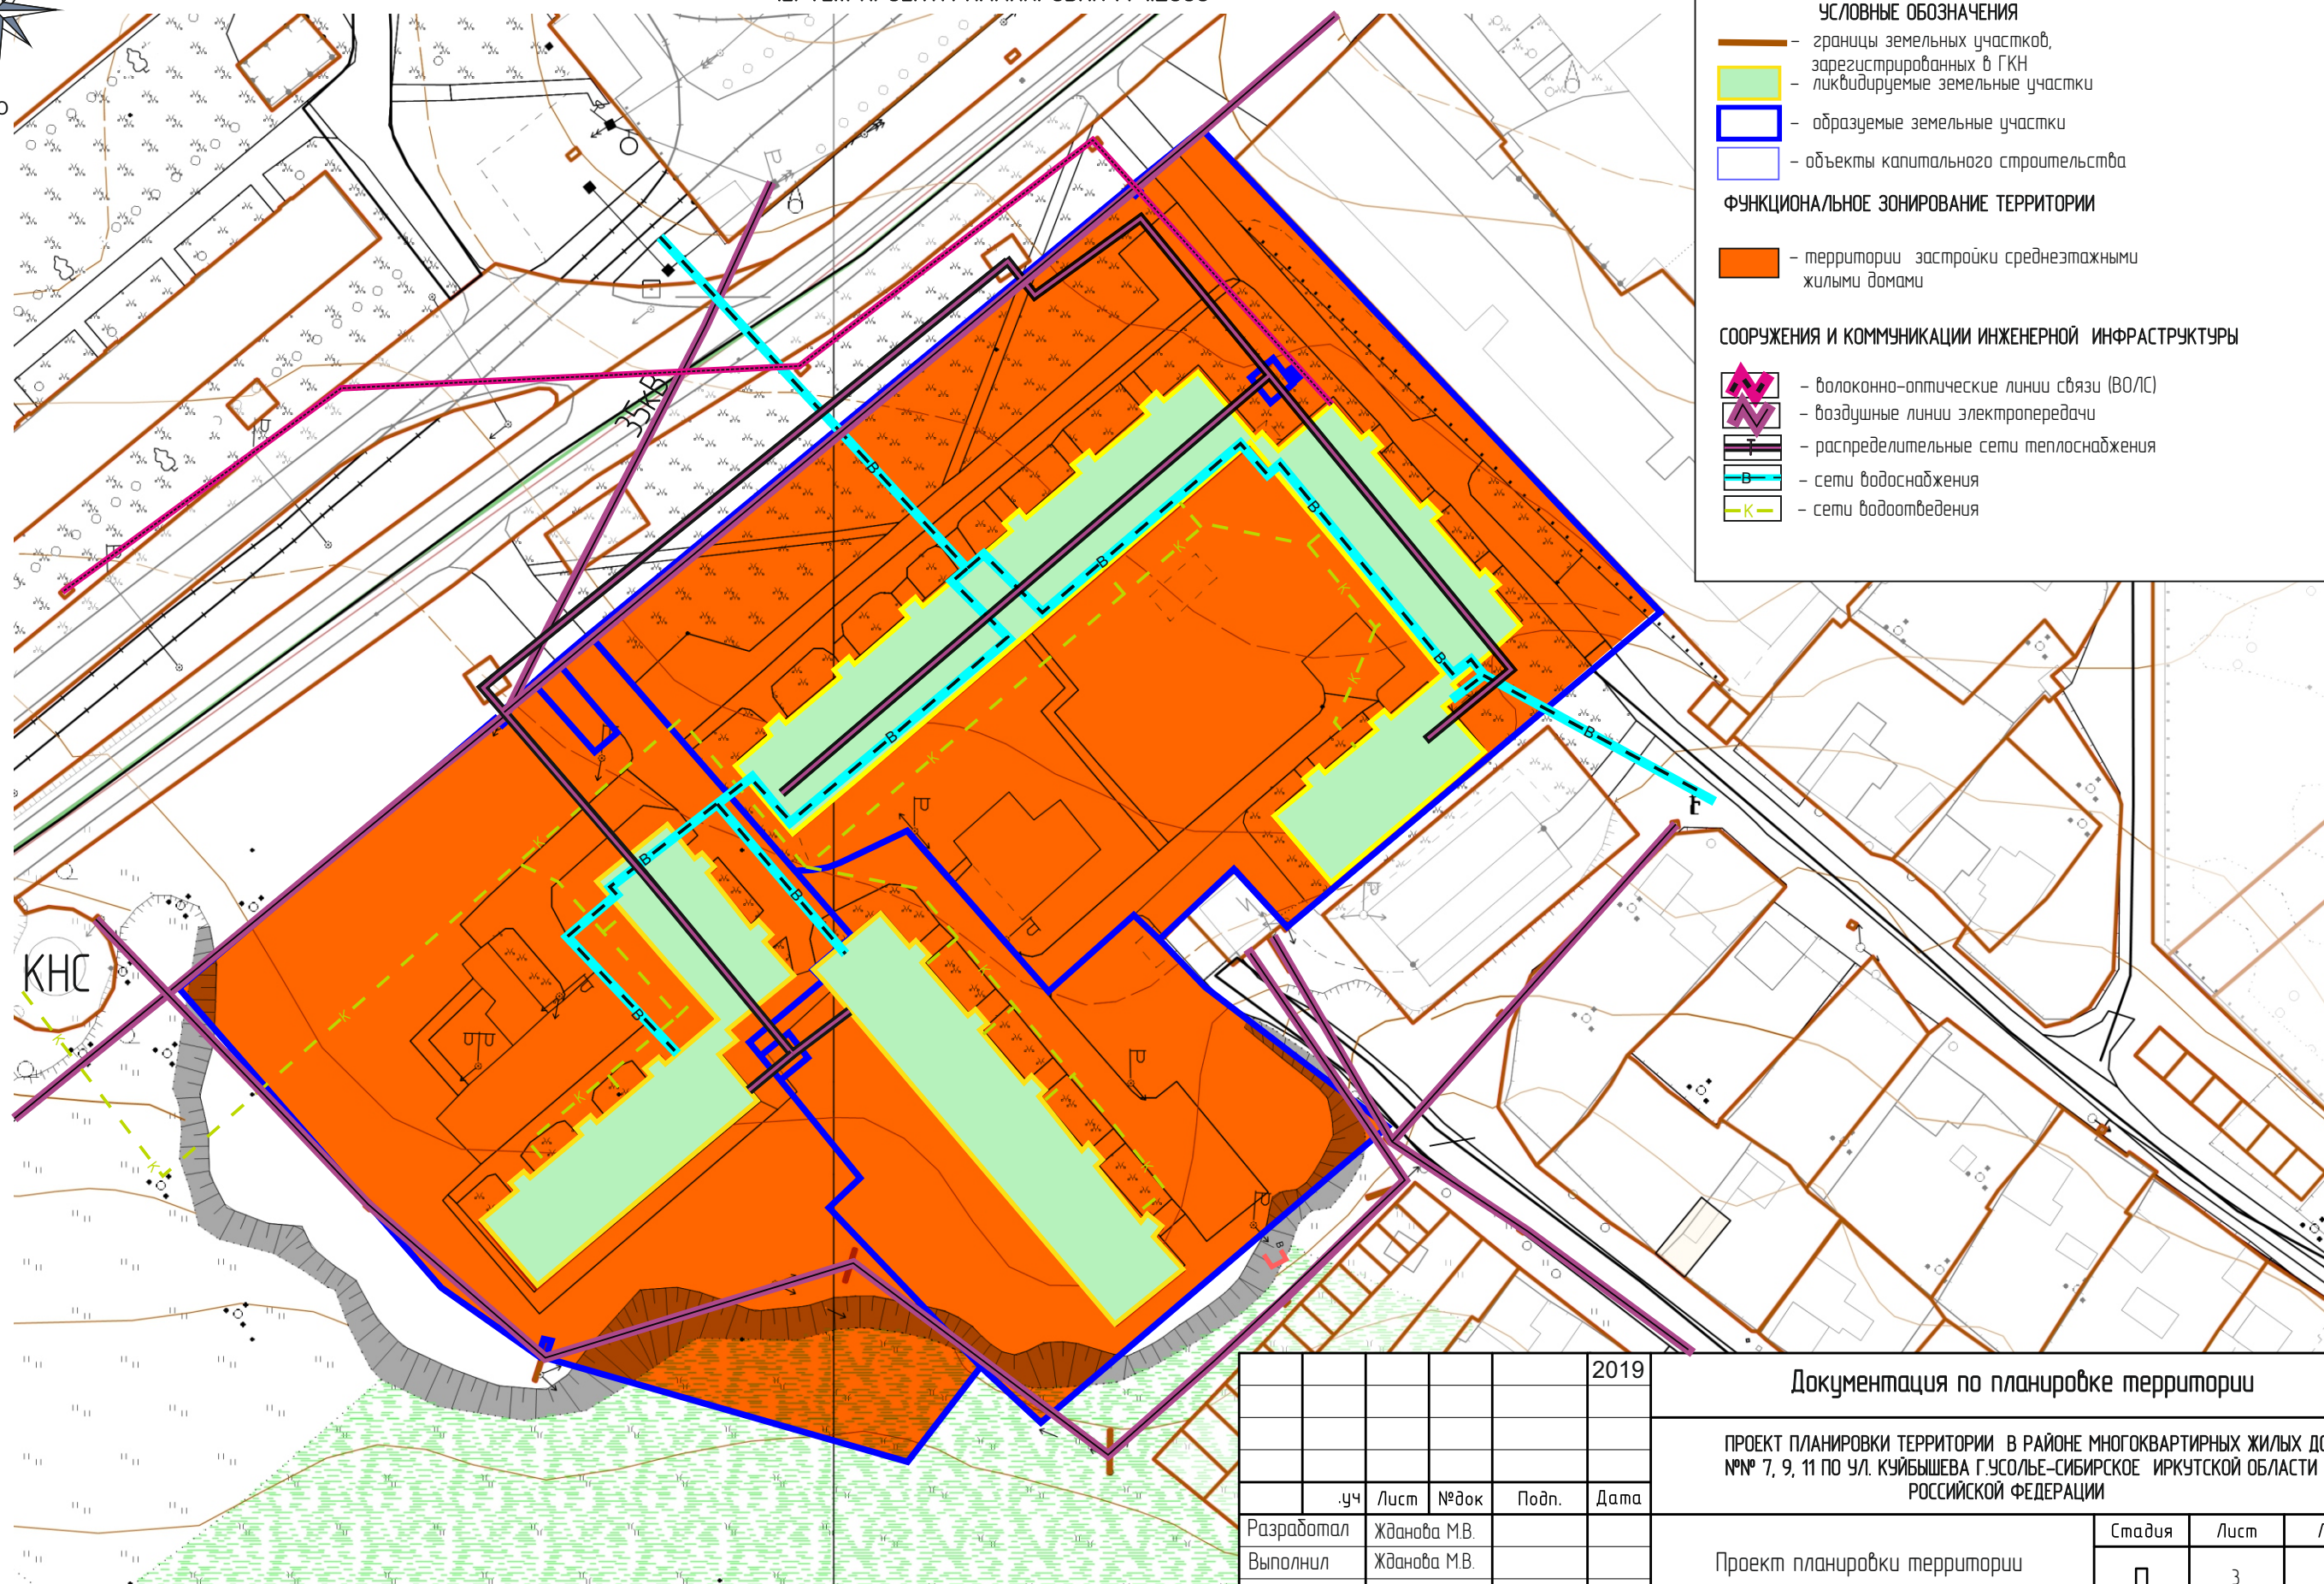 УСЛОВНЫЕ ОБОЗНАЧЕНИЯ
– границы земельных участков,
зарегистрированных в ГКН
– ликвидируемые земельные участки
– образуемые земельные участки
– объекты капитального строительства
ФУНКЦИОНАЛЬНОЕ ЗОНИРОВАНИЕ ТЕРРИТОРИИ
– территории застройки среднеэтажными
жилыми домами
СООРУЖЕНИЯ И КОММУНИКАЦИИ ИНЖЕНЕРНОЙ ИНФРАСТРУКТУРЫ
– волоконно-оптические линии связи (ВОЛС)
– воздушные линии электропередачи
Т
– распределительные сети теплоснабжения
В
– сети водоснабжения
К
– сети водоотведения
35кВ
КНС
2019
Документация по планировке территории
ПРОЕКТ ПЛАНИРОВКИ ТЕРРИТОРИИ В РАЙОНЕ МНОГОКВАРТИРНЫХ ЖИЛЫХ
№№ 7, 9, 11 ПО УЛ. КУЙБЫШЕВА Г.УСОЛЬЕ-СИБИРСКОЕ ИРКУТСКОЙ ОБЛАСТИ
РОССИЙСКОЙ ФЕДЕРАЦИИ
.уч Лист №док Подп. Дата
Разработал Жданова М.В.
Выполнил Жданова М.В.
Проект планировки территории
Стадия Лист
П 3